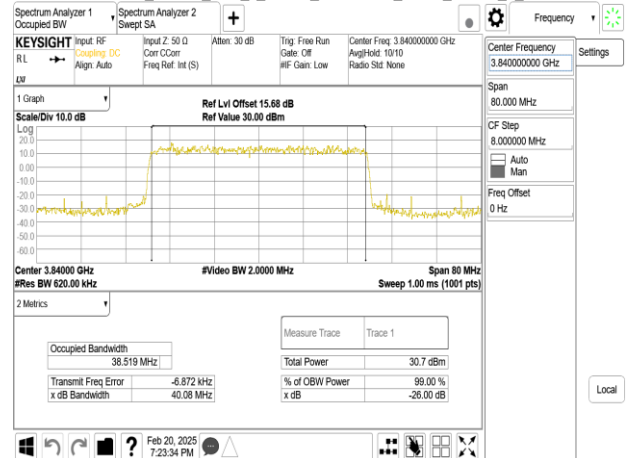 Spectrum Analyzer 1
Occupied BW
Spectrum Analyzer 2
Swept SA
+
Frequency
KEYSIGHT
RL
LXI
Input: RF
Coupling: DC
Align: Auto
Input Z: 50 Ω
Corr CCorr
Freq Ref: Int (S)
Atten: 30 dB
Trig: Free Run
Gate: Off
#IF Gain: Low
Center Freq: 3.840000000 GHz
Avg|Hold: 10/10
Radio Std: None
Center Frequency
3.840000000 GHz
Settings
Span
80.000 MHz
CF Step
8.000000 MHz
Auto
Man
Freq Offset
0 Hz
1 Graph
Ref Lvl Offset 15.68 dB
Scale/Div 10.0 dB
Ref Value 30.00 dBm
Log
20.0
10.0
0.00
-10.0
-20.0
-30.0
-40.0
-50.0
-60.0
Center 3.84000 GHz
#Video BW 2.0000 MHz
Span 80 MHz
#Res BW 620.00 kHz
Sweep 1.00 ms (1001 pts)
2 Metrics
Measure Trace
Trace 1
Occupied Bandwidth
38.519 MHz
Total Power
30.7 dBm
Transmit Freq Error
-6.872 kHz
% of OBW Power
99.00 %
x dB Bandwidth
40.08 MHz
x dB
-26.00 dB
Local
?
Feb 20, 2025
7:23:34 PM